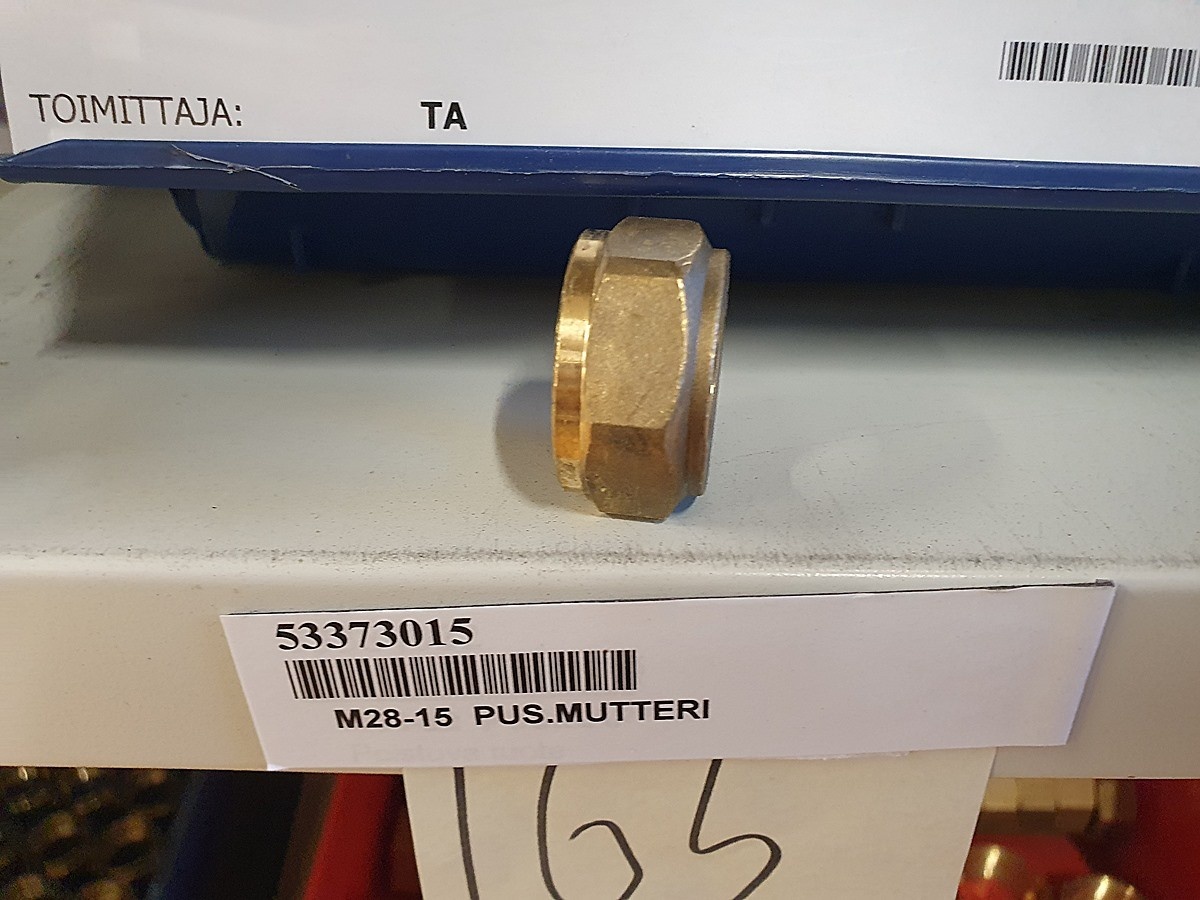 TOIMITTAJA: TA
53373015
M28-15 PUS.MUTTERI
165